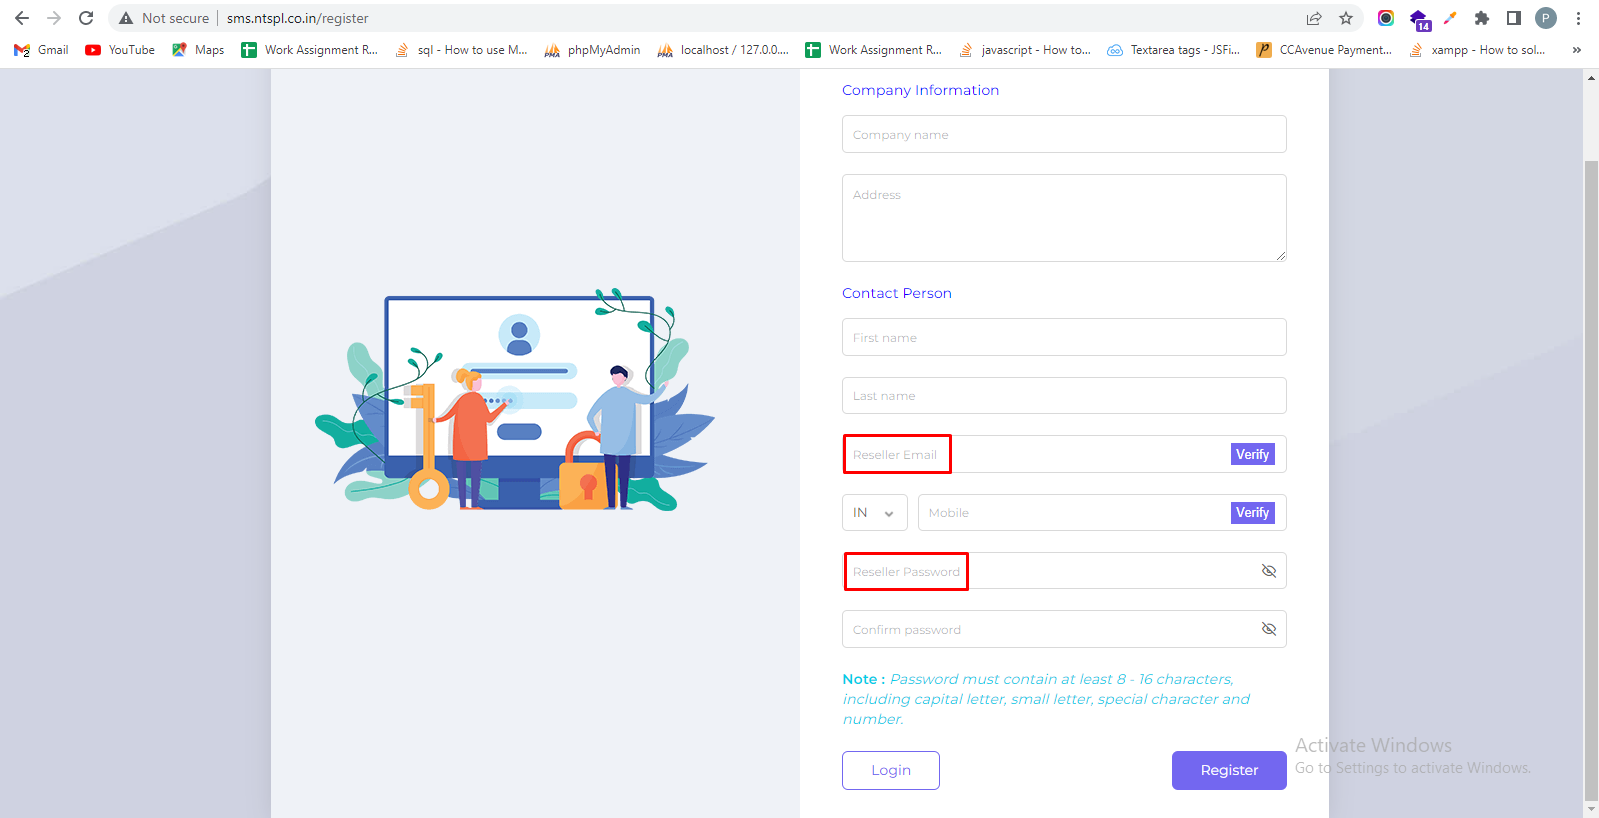 Not secure | sms.ntspl.co.in/register
14
P
Gmail
YouTube
Maps
Work Assignment R...
sql - How to use M...
phpMyAdmin
localhost / 127.0.0....
Work Assignment R...
javascript - How to...
Textarea tags - JSFi...
CCAvenue Payment...
xampp - How to sol...
»
Company Information
Company name
Address
Contact Person
First name
Last name
Reseller Email
Verify
IN
Mobile
Verify
Reseller Password
Confirm password
Note : Password must contain at least 8 - 16 characters,
including capital letter, small letter, special character and
number.
Login
Register
Activate Windows
Go to Settings to activate Windows.